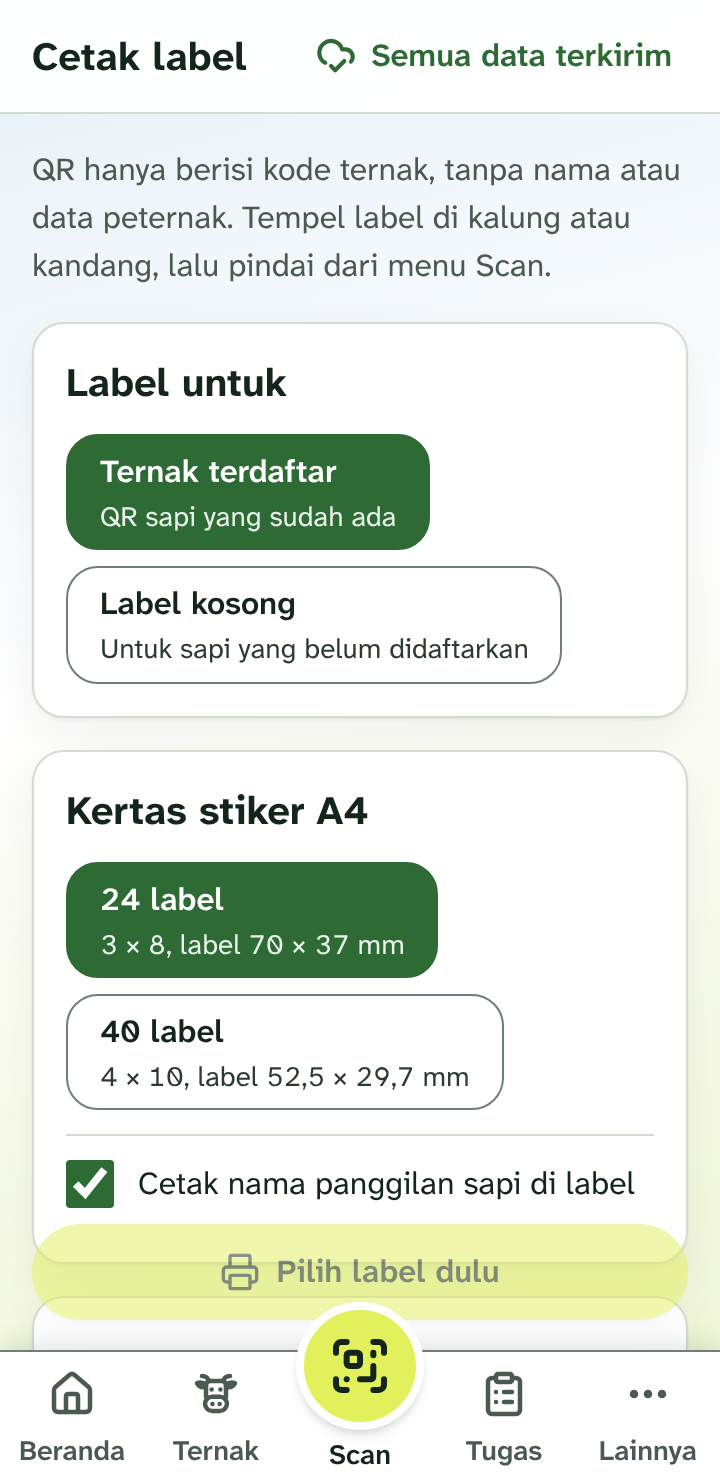 Cetak label
Semua data terkirim
QR hanya berisi kode ternak, tanpa nama atau
data peternak. Tempel label di kalung atau
kandang, lalu pindai dari menu Scan.
Label untuk
Ternak terdaftar
QR sapi yang sudah ada
Label kosong
Untuk sapi yang belum didaftarkan
Kertas stiker A4
24 label
3 × 8, label 70 × 37 mm
40 label
4 × 10, label 52,5 × 29,7 mm
Cetak nama panggilan sapi di label
Pilih label dulu
Beranda
Ternak
Scan
Tugas
Lainnya